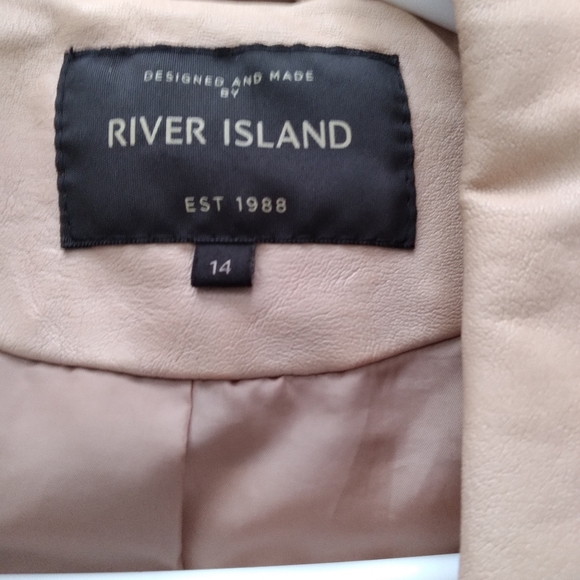 DESIGNED AND MADE
BY
RIVER ISLAND
EST 1988
14